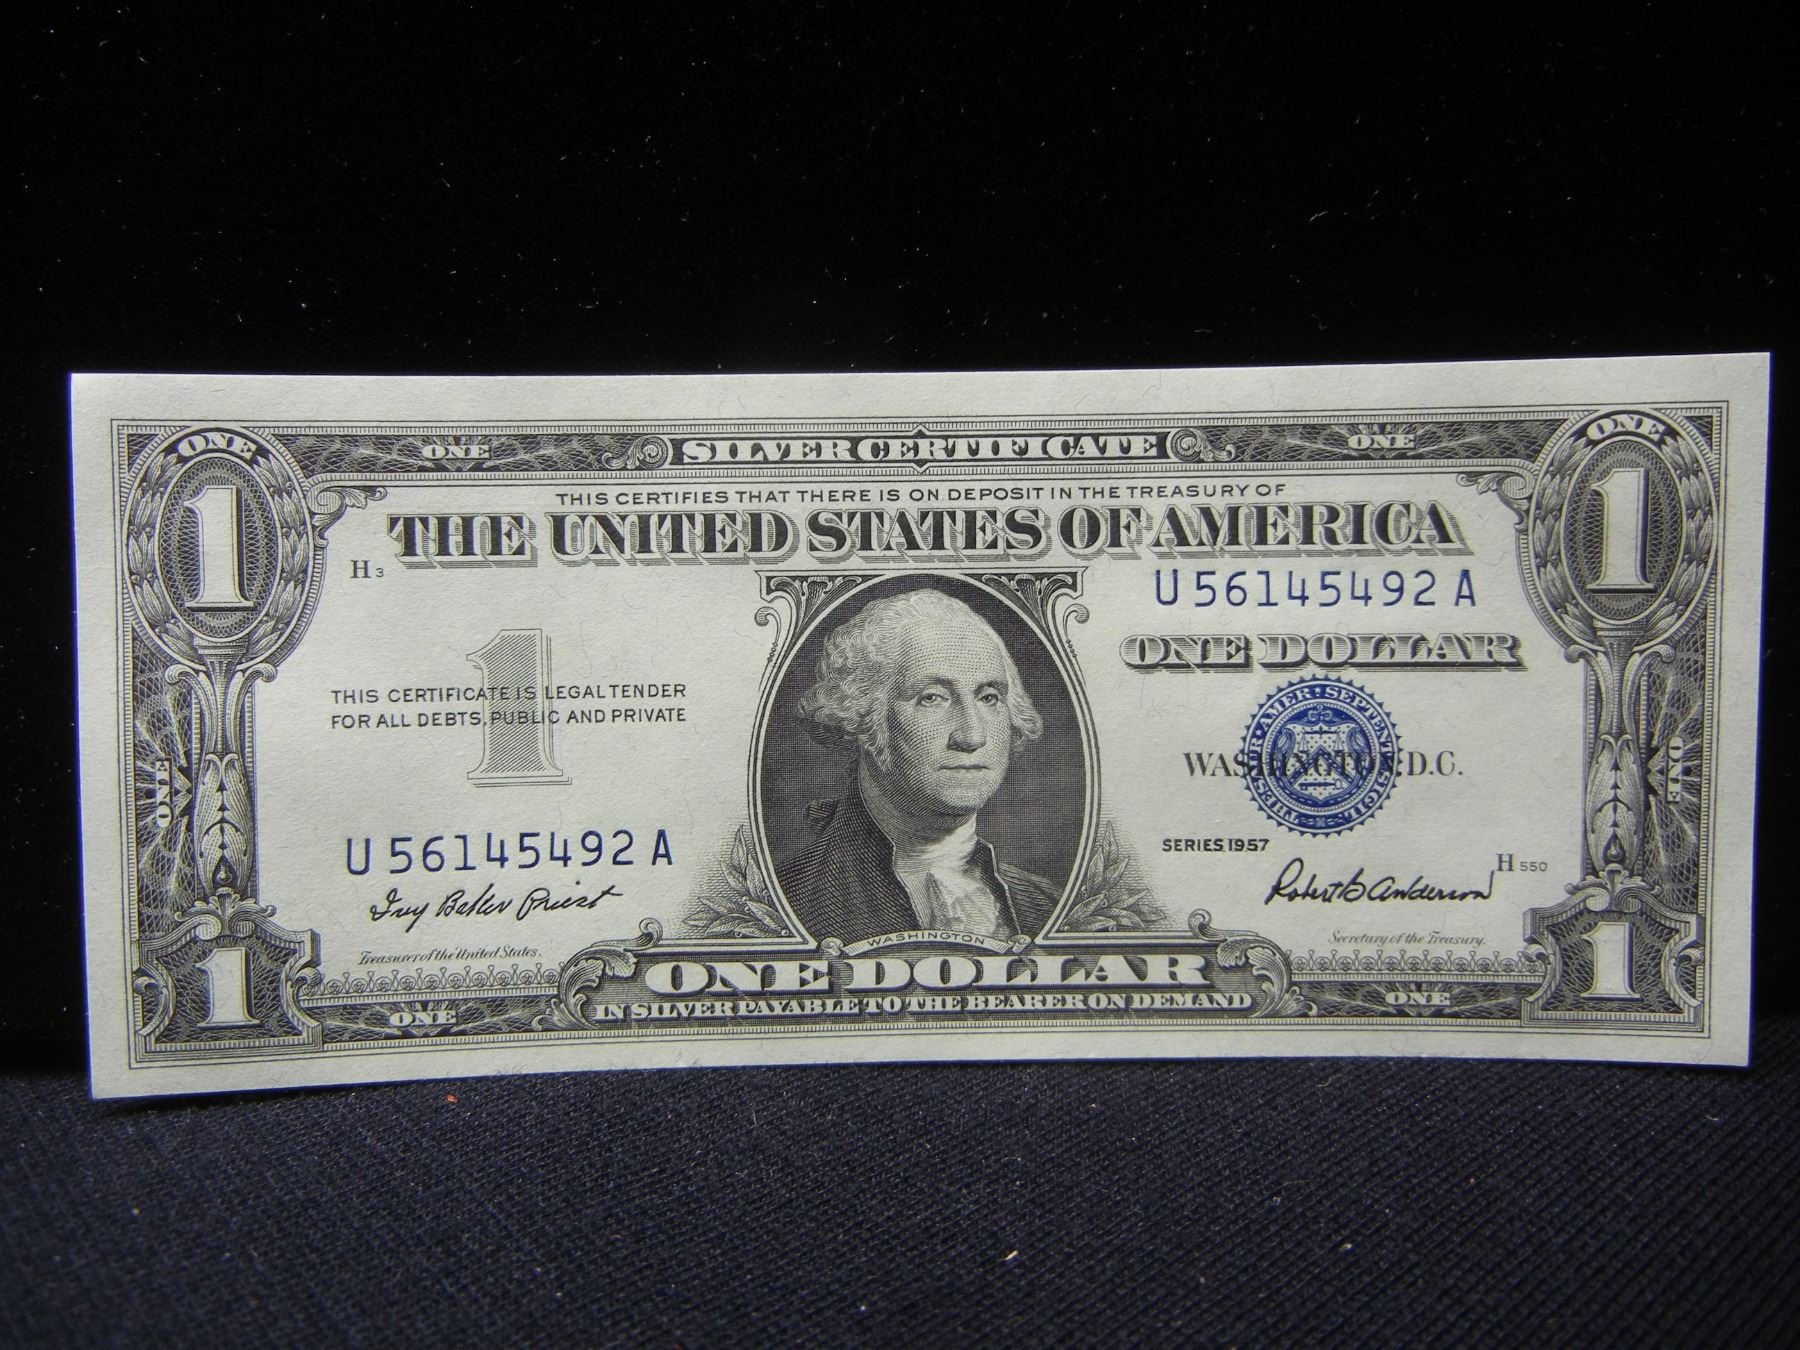 ONE ONE SILVER CERTIFICATE ONE ONE
1 1
THIS CERTIFIES THAT THERE IS ON DEPOSIT IN THE TREASURY OF
THE UNITED STATES OF AMERICA
H 3
U 56145492 A
ONE DOLLAR
1
THIS CERTIFICATE IS LEGAL TENDER
FOR ALL DEBTS, PUBLIC AND PRIVATE
WASHINGTON, D.C.
ONE ONE
U 56145492 A
SERIES 1957
H 550
Ivy Baker Priest
Robert B Anderson
Treasurer of the United States.
WASHINGTON
Secretary of the Treasury.
1 1
ONE ONE DOLLAR ONE
IN SILVER PAYABLE TO THE BEARER ON DEMAND